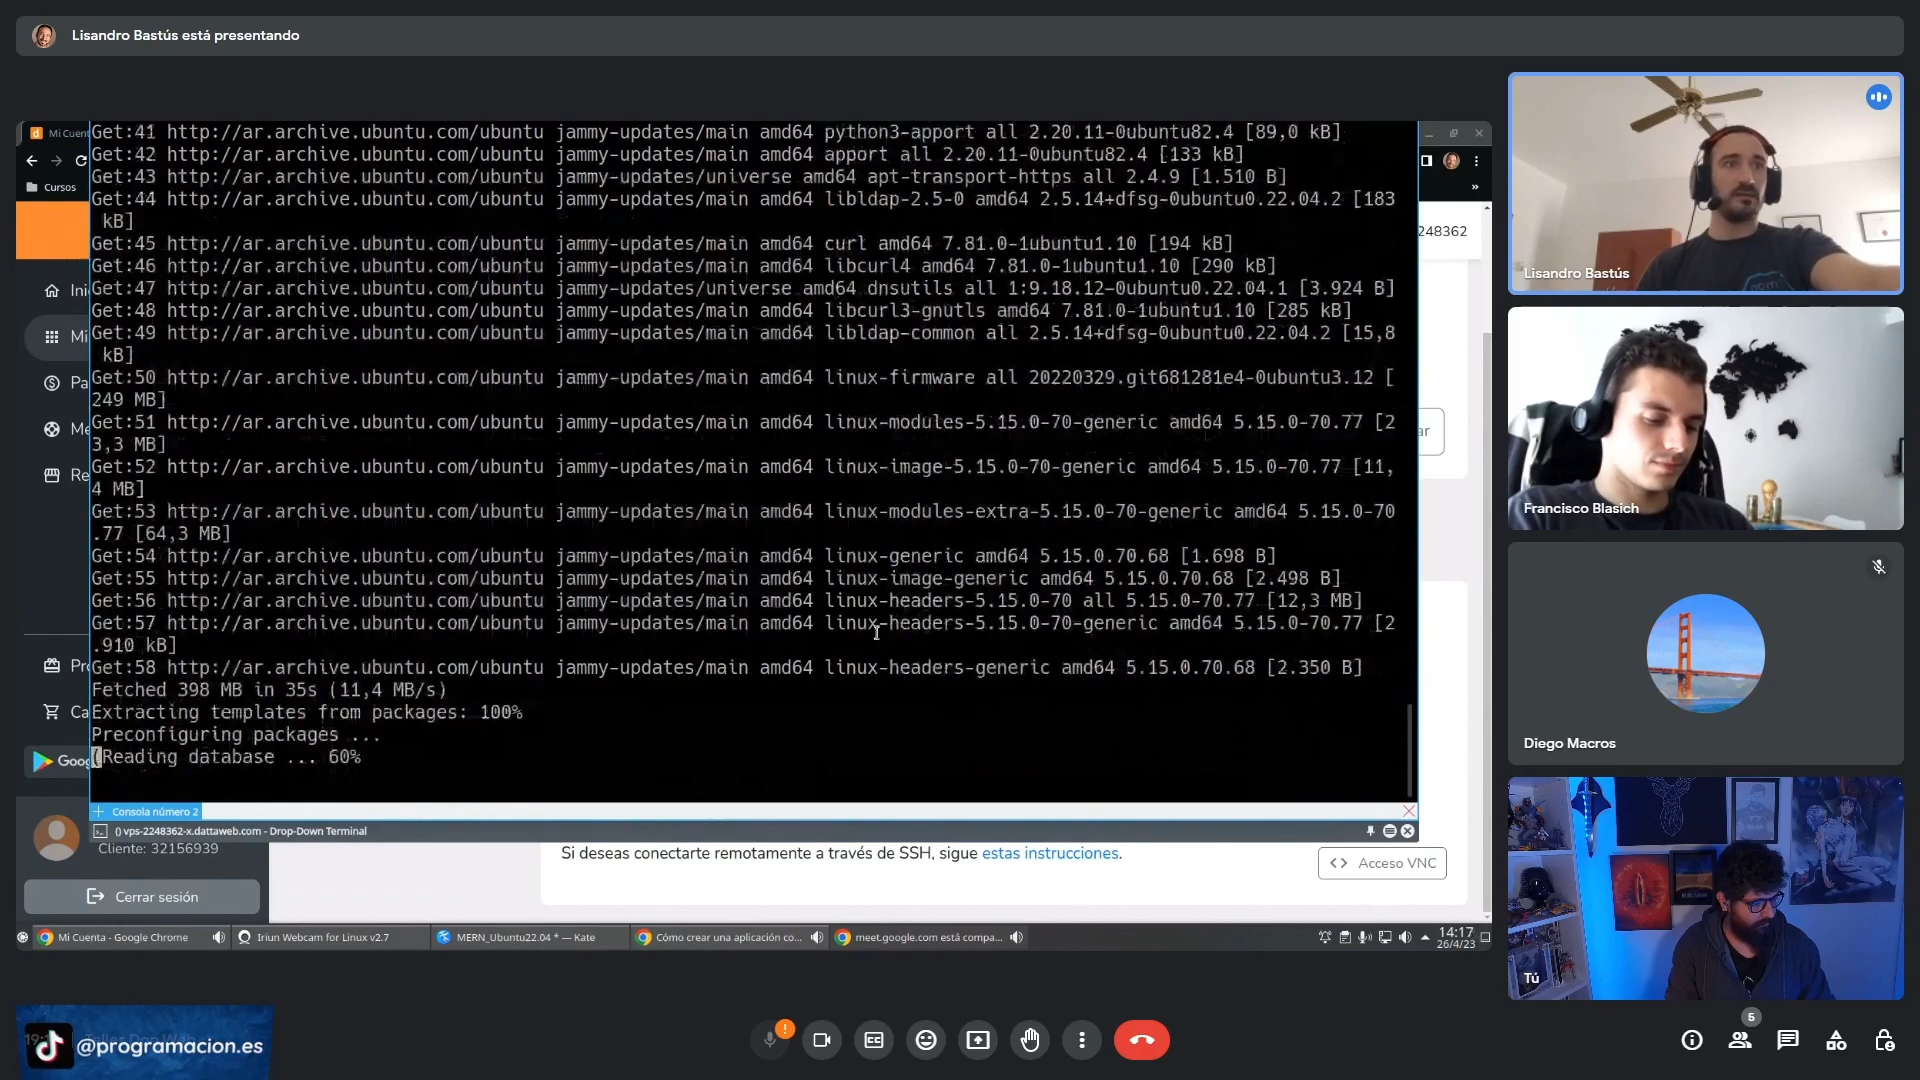 Lisandro Bastús está presentando
Mi Cuent
Cursos
Get:41 http://ar.archive.ubuntu.com/ubuntu jammy-updates/main amd64 python3-apport all 2.20.11-0ubuntu82.4 [89,0 kB]
Get:42 http://ar.archive.ubuntu.com/ubuntu jammy-updates/main amd64 apport all 2.20.11-0ubuntu82.4 [133 kB]
Get:43 http://ar.archive.ubuntu.com/ubuntu jammy-updates/universe amd64 apt-transport-https all 2.4.9 [1.510 B]
Get:44 http://ar.archive.ubuntu.com/ubuntu jammy-updates/main amd64 libldap-2.5-0 amd64 2.5.14+dfsg-0ubuntu0.22.04.2 [183
kB]
Get:45 http://ar.archive.ubuntu.com/ubuntu jammy-updates/main amd64 curl amd64 7.81.0-1ubuntu1.10 [194 kB]
Get:46 http://ar.archive.ubuntu.com/ubuntu jammy-updates/main amd64 libcurl4 amd64 7.81.0-1ubuntu1.10 [290 kB]
Get:47 http://ar.archive.ubuntu.com/ubuntu jammy-updates/universe amd64 dnsutils all 1:9.18.12-0ubuntu0.22.04.1 [3.924 B]
Get:48 http://ar.archive.ubuntu.com/ubuntu jammy-updates/main amd64 libcurl3-gnutls amd64 7.81.0-1ubuntu1.10 [285 kB]
Get:49 http://ar.archive.ubuntu.com/ubuntu jammy-updates/main amd64 libldap-common all 2.5.14+dfsg-0ubuntu0.22.04.2 [15,8
kB]
Get:50 http://ar.archive.ubuntu.com/ubuntu jammy-updates/main amd64 linux-firmware all 20220329.git681281e4-0ubuntu3.12 [
249 MB]
Get:51 http://ar.archive.ubuntu.com/ubuntu jammy-updates/main amd64 linux-modules-5.15.0-70-generic amd64 5.15.0-70.77 [2
3,3 MB]
Get:52 http://ar.archive.ubuntu.com/ubuntu jammy-updates/main amd64 linux-image-5.15.0-70-generic amd64 5.15.0-70.77 [11,
4 MB]
Get:53 http://ar.archive.ubuntu.com/ubuntu jammy-updates/main amd64 linux-modules-extra-5.15.0-70-generic amd64 5.15.0-70
.77 [64,3 MB]
Get:54 http://ar.archive.ubuntu.com/ubuntu jammy-updates/main amd64 linux-generic amd64 5.15.0.70.68 [1.698 B]
Get:55 http://ar.archive.ubuntu.com/ubuntu jammy-updates/main amd64 linux-image-generic amd64 5.15.0.70.68 [2.498 B]
Get:56 http://ar.archive.ubuntu.com/ubuntu jammy-updates/main amd64 linux-headers-5.15.0-70 all 5.15.0-70.77 [12,3 MB]
Get:57 http://ar.archive.ubuntu.com/ubuntu jammy-updates/main amd64 linux-headers-5.15.0-70-generic amd64 5.15.0-70.77 [2
.910 kB]
Get:58 http://ar.archive.ubuntu.com/ubuntu jammy-updates/main amd64 linux-headers-generic amd64 5.15.0.70.68 [2.350 B]
Fetched 398 MB in 35s (11,4 MB/s)
Extracting templates from packages: 100%
Preconfiguring packages ...
(Reading database ... 60%
Consola número 2
() vps-2248362-x.dattaweb.com - Drop-Down Terminal
248362
ar
Ini
Mi
Pa
Me
Re
Pro
Ca
Goog
Cliente: 32156939
Cerrar sesión
Si deseas conectarte remotamente a través de SSH, sigue estas instrucciones.
Acceso VNC
Mi Cuenta - Google Chrome
Iriun Webcam for Linux v2.7
MERN_Ubuntu22.04 * — Kate
Cómo crear una aplicación co...
meet.google.com está compa...
14:17
26/4/23
Lisandro Bastús
Francisco Blasich
Diego Macros
Tú
@programacion.es
5